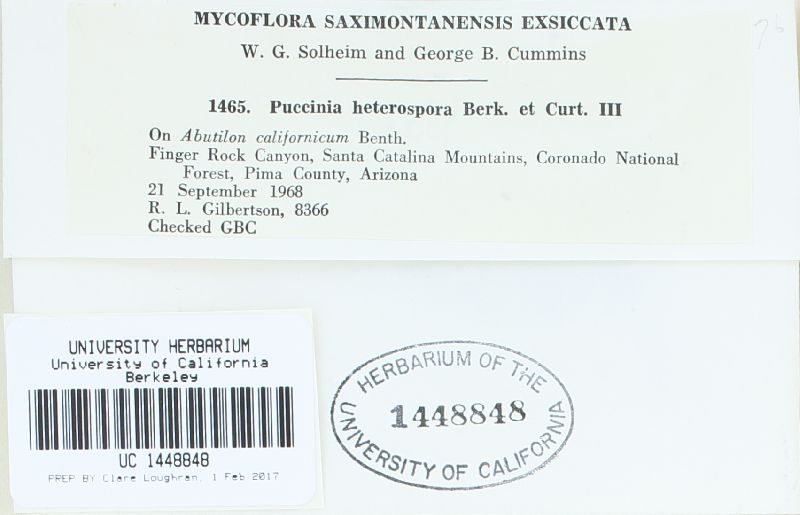 MYCOFLORA SAXIMONTANENSIS EXSICCATA
W. G. Solheim and George B. Cummins
1465. Puccinia heterospora Berk. et Curt. III
On Abutilon californicum Benth.
Finger Rock Canyon, Santa Catalina Mountains, Coronado National
Forest, Pima County, Arizona
21 September 1968
R. L. Gilbertson, 8366
Checked GBC
UNIVERSITY HERBARIUM
University of California
Berkeley
UC 1448848
PREP BY Clare Loughran, 1 Feb 2017
HERBARIUM OF THE
1448848
UNIVERSITY OF CALIFORNIA